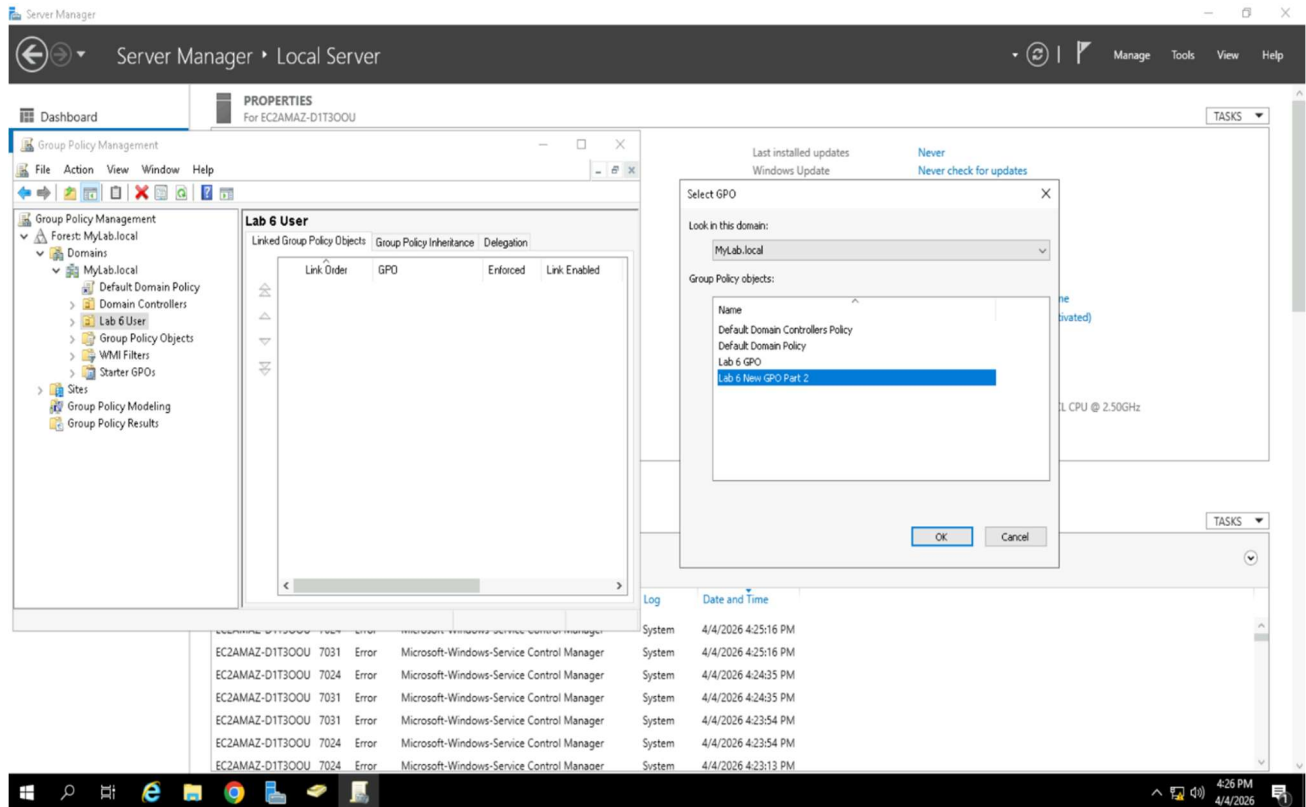 Server Manager
Server Manager ‣ Local Server
Manage Tools View Help
Dashboard
PROPERTIES
For EC2AMAZ-D1T3OOU
TASKS
Last installed updates Never
Windows Update Never check for updates
Group Policy Management
File Action View Window Help
Group Policy Management
Forest: MyLab.local
Domains
MyLab.local
Default Domain Policy
Domain Controllers
Lab 6 User
Group Policy Objects
WMI Filters
Starter GPOs
Sites
Group Policy Modeling
Group Policy Results
Lab 6 User
Linked Group Policy Objects Group Policy Inheritance Delegation
Link Order GPO Enforced Link Enabled
Select GPO
Look in this domain:
MyLab.local
Group Policy objects:
Name
Default Domain Controllers Policy
Default Domain Policy
Lab 6 GPO
Lab 6 New GPO Part 2
OK Cancel
CPU @ 2.50GHz
TASKS
Log Date and Time
System 4/4/2026 4:25:16 PM
EC2AMAZ-D1T3OOU 7031 Error Microsoft-Windows-Service Control Manager System 4/4/2026 4:25:16 PM
EC2AMAZ-D1T3OOU 7024 Error Microsoft-Windows-Service Control Manager System 4/4/2026 4:24:35 PM
EC2AMAZ-D1T3OOU 7031 Error Microsoft-Windows-Service Control Manager System 4/4/2026 4:24:35 PM
EC2AMAZ-D1T3OOU 7031 Error Microsoft-Windows-Service Control Manager System 4/4/2026 4:23:54 PM
EC2AMAZ-D1T3OOU 7024 Error Microsoft-Windows-Service Control Manager System 4/4/2026 4:23:54 PM
EC2AMAZ-D1T3OOU 7024 Error Microsoft-Windows-Service Control Manager System 4/4/2026 4:23:13 PM
4:26 PM
4/4/2026